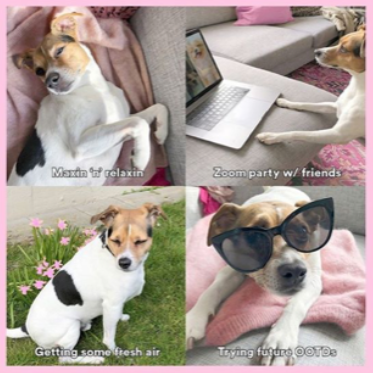 Maxin 'n' relaxin
Zoom party w/ friends
Getting some fresh air
Trying future OOTDs